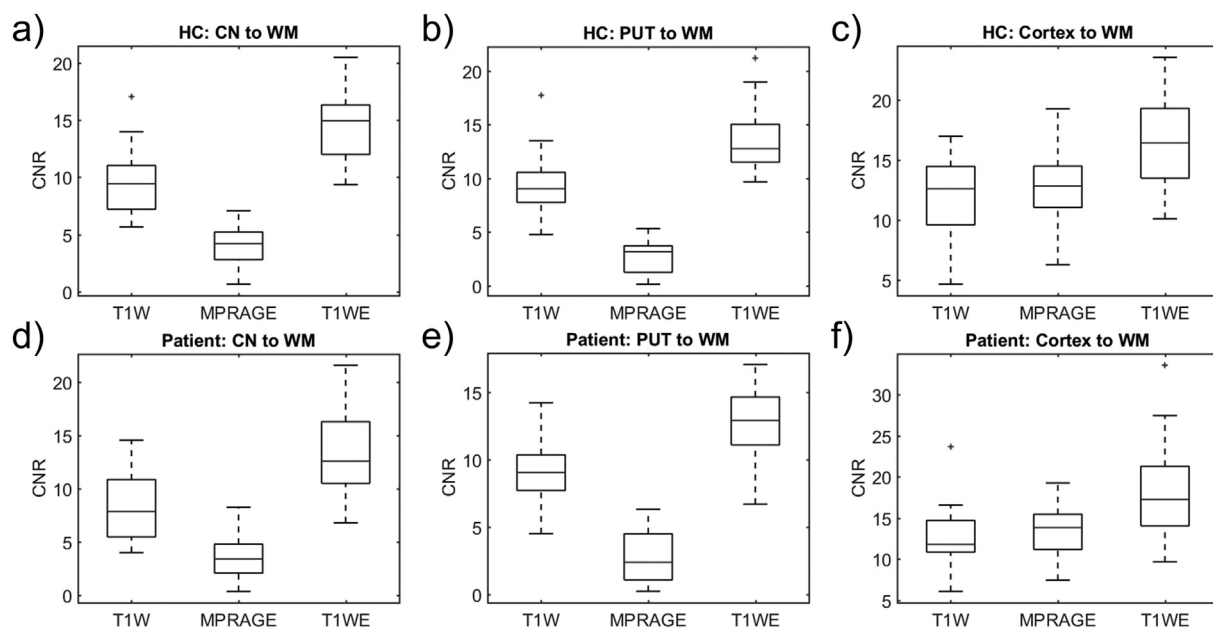 a) HC: CN to WM
CNR
20
15
10
5
0
T1W MPRAGE T1WE
b) HC: PUT to WM
CNR
20
15
10
5
0
T1W MPRAGE T1WE
c) HC: Cortex to WM
CNR
20
15
10
5
T1W MPRAGE T1WE
d) Patient: CN to WM
CNR
20
15
10
5
0
T1W MPRAGE T1WE
e) Patient: PUT to WM
CNR
15
10
5
0
T1W MPRAGE T1WE
f) Patient: Cortex to WM
CNR
30
25
20
15
10
5
T1W MPRAGE T1WE